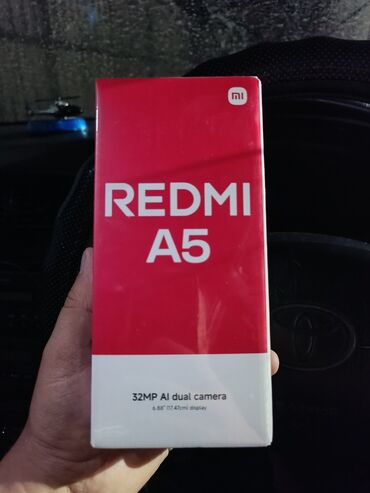 mi
REDMI
A5
32MP AI dual camera
6.88" (17.47cm) display